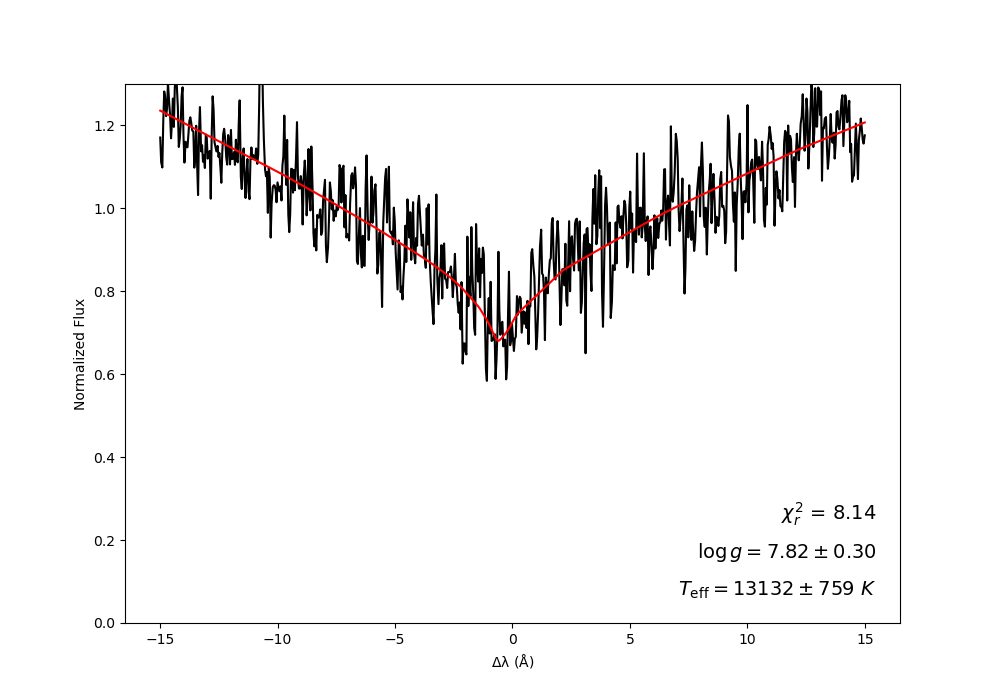 1.2
1.0
0.8
0.6
0.4
0.2
0.0
Normalized Flux
χ²ᵣ = 8.14
log g = 7.82 ± 0.30
T_eff = 13132 ± 759 K
−15 −10 −5 0 5 10 15
Δλ (Å)